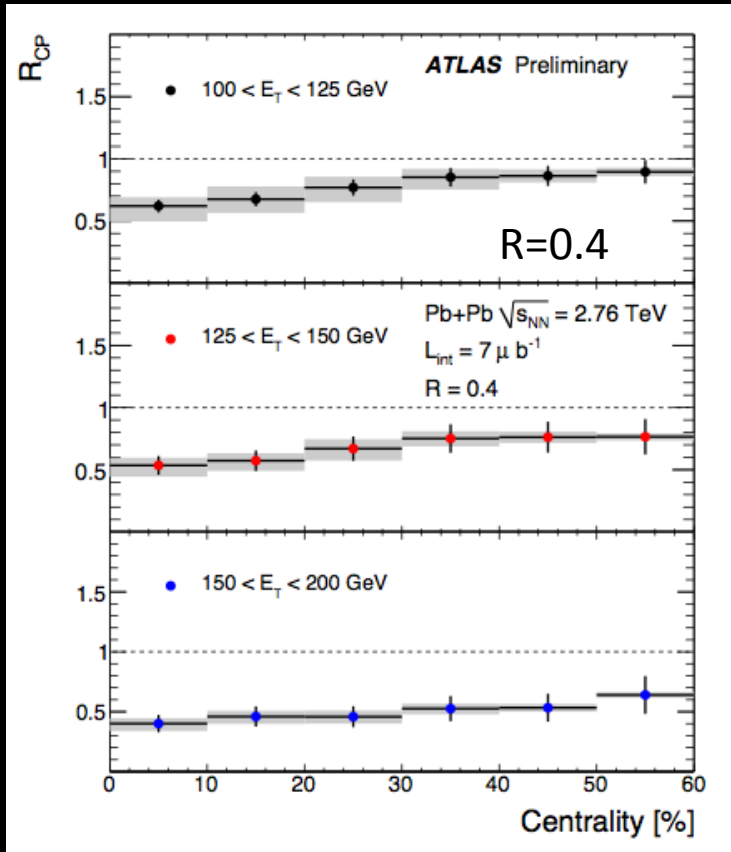 R_CP
ATLAS Preliminary
100 < E_T < 125 GeV
1.5
1
0.5
R=0.4
125 < E_T < 150 GeV
Pb+Pb √s_NN = 2.76 TeV
L_int = 7 μ b⁻¹
R = 0.4
1.5
1
0.5
150 < E_T < 200 GeV
1.5
1
0.5
0 10 20 30 40 50 60
Centrality [%]